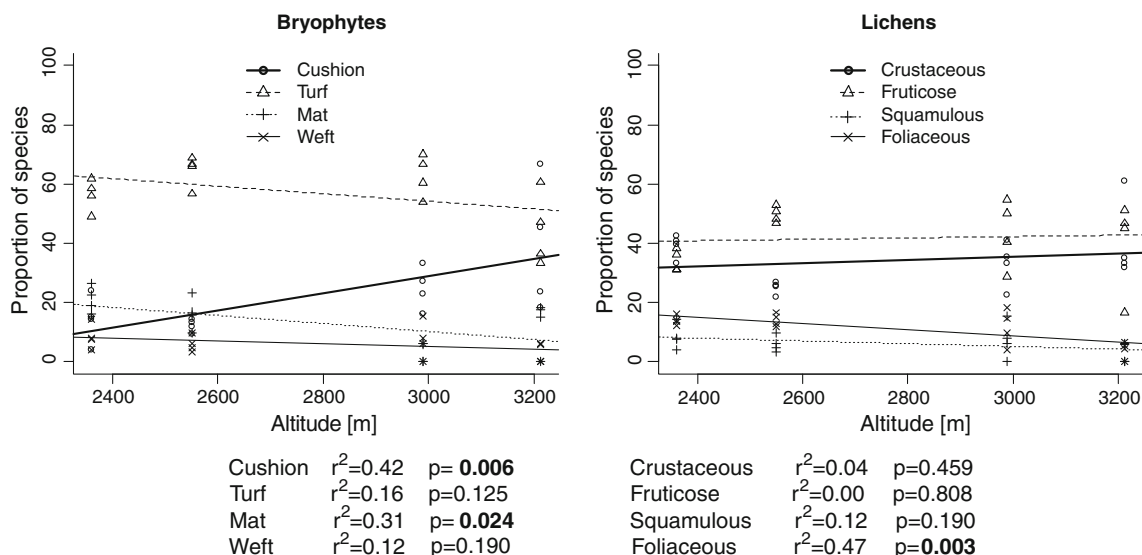 Bryophytes
Proportion of species
0 20 40 60 80 100
Cushion
Turf
Mat
Weft
2400 2600 2800 3000 3200
Altitude [m]
Cushion r²=0.42 p= 0.006
Turf r²=0.16 p=0.125
Mat r²=0.31 p= 0.024
Weft r²=0.12 p=0.190
Lichens
Proportion of species
0 20 40 60 80 100
Crustaceous
Fruticose
Squamulous
Foliaceous
2400 2600 2800 3000 3200
Altitude [m]
Crustaceous r²=0.04 p=0.459
Fruticose r²=0.00 p=0.808
Squamulous r²=0.12 p=0.190
Foliaceous r²=0.47 p=0.003